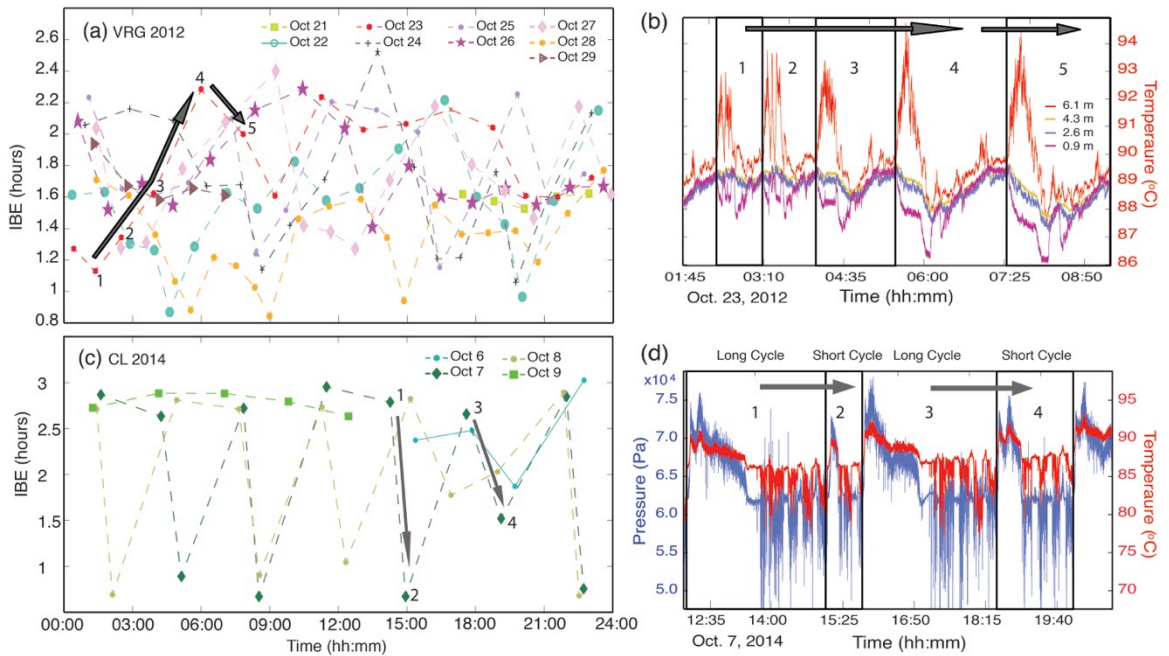 (a) VRG 2012
Oct 21
Oct 22
Oct 23
Oct 24
Oct 25
Oct 26
Oct 27
Oct 28
Oct 29
2.6
2.4
2.2
2
1.8
1.6
1.4
1.2
1
0.8
IBE (hours)
1
2
3
4
5
(b)
1
2
3
4
5
6.1 m
4.3 m
2.6 m
0.9 m
94
93
92
91
90
89
88
87
86
Temperaure (ºC)
01:45
03:10
04:35
06:00
07:25
08:50
Oct. 23, 2012
Time (hh:mm)
(c) CL 2014
Oct 6
Oct 7
Oct 8
Oct 9
3
2.5
2
1.5
1
IBE (hours)
1
2
3
4
00:00
03:00
06:00
09:00
12:00
15:00
18:00
21:00
24:00
Time (hh:mm)
(d)
Long Cycle
Short Cycle
Long Cycle
Short Cycle
x10⁴
1
2
3
4
7.0
6.5
6.0
5.5
5.0
Pressure (Pa)
95
90
85
80
75
70
Temperaure (ºC)
12:35
14:00
15:25
16:50
18:15
19:40
Oct. 7, 2014
Time (hh:mm)